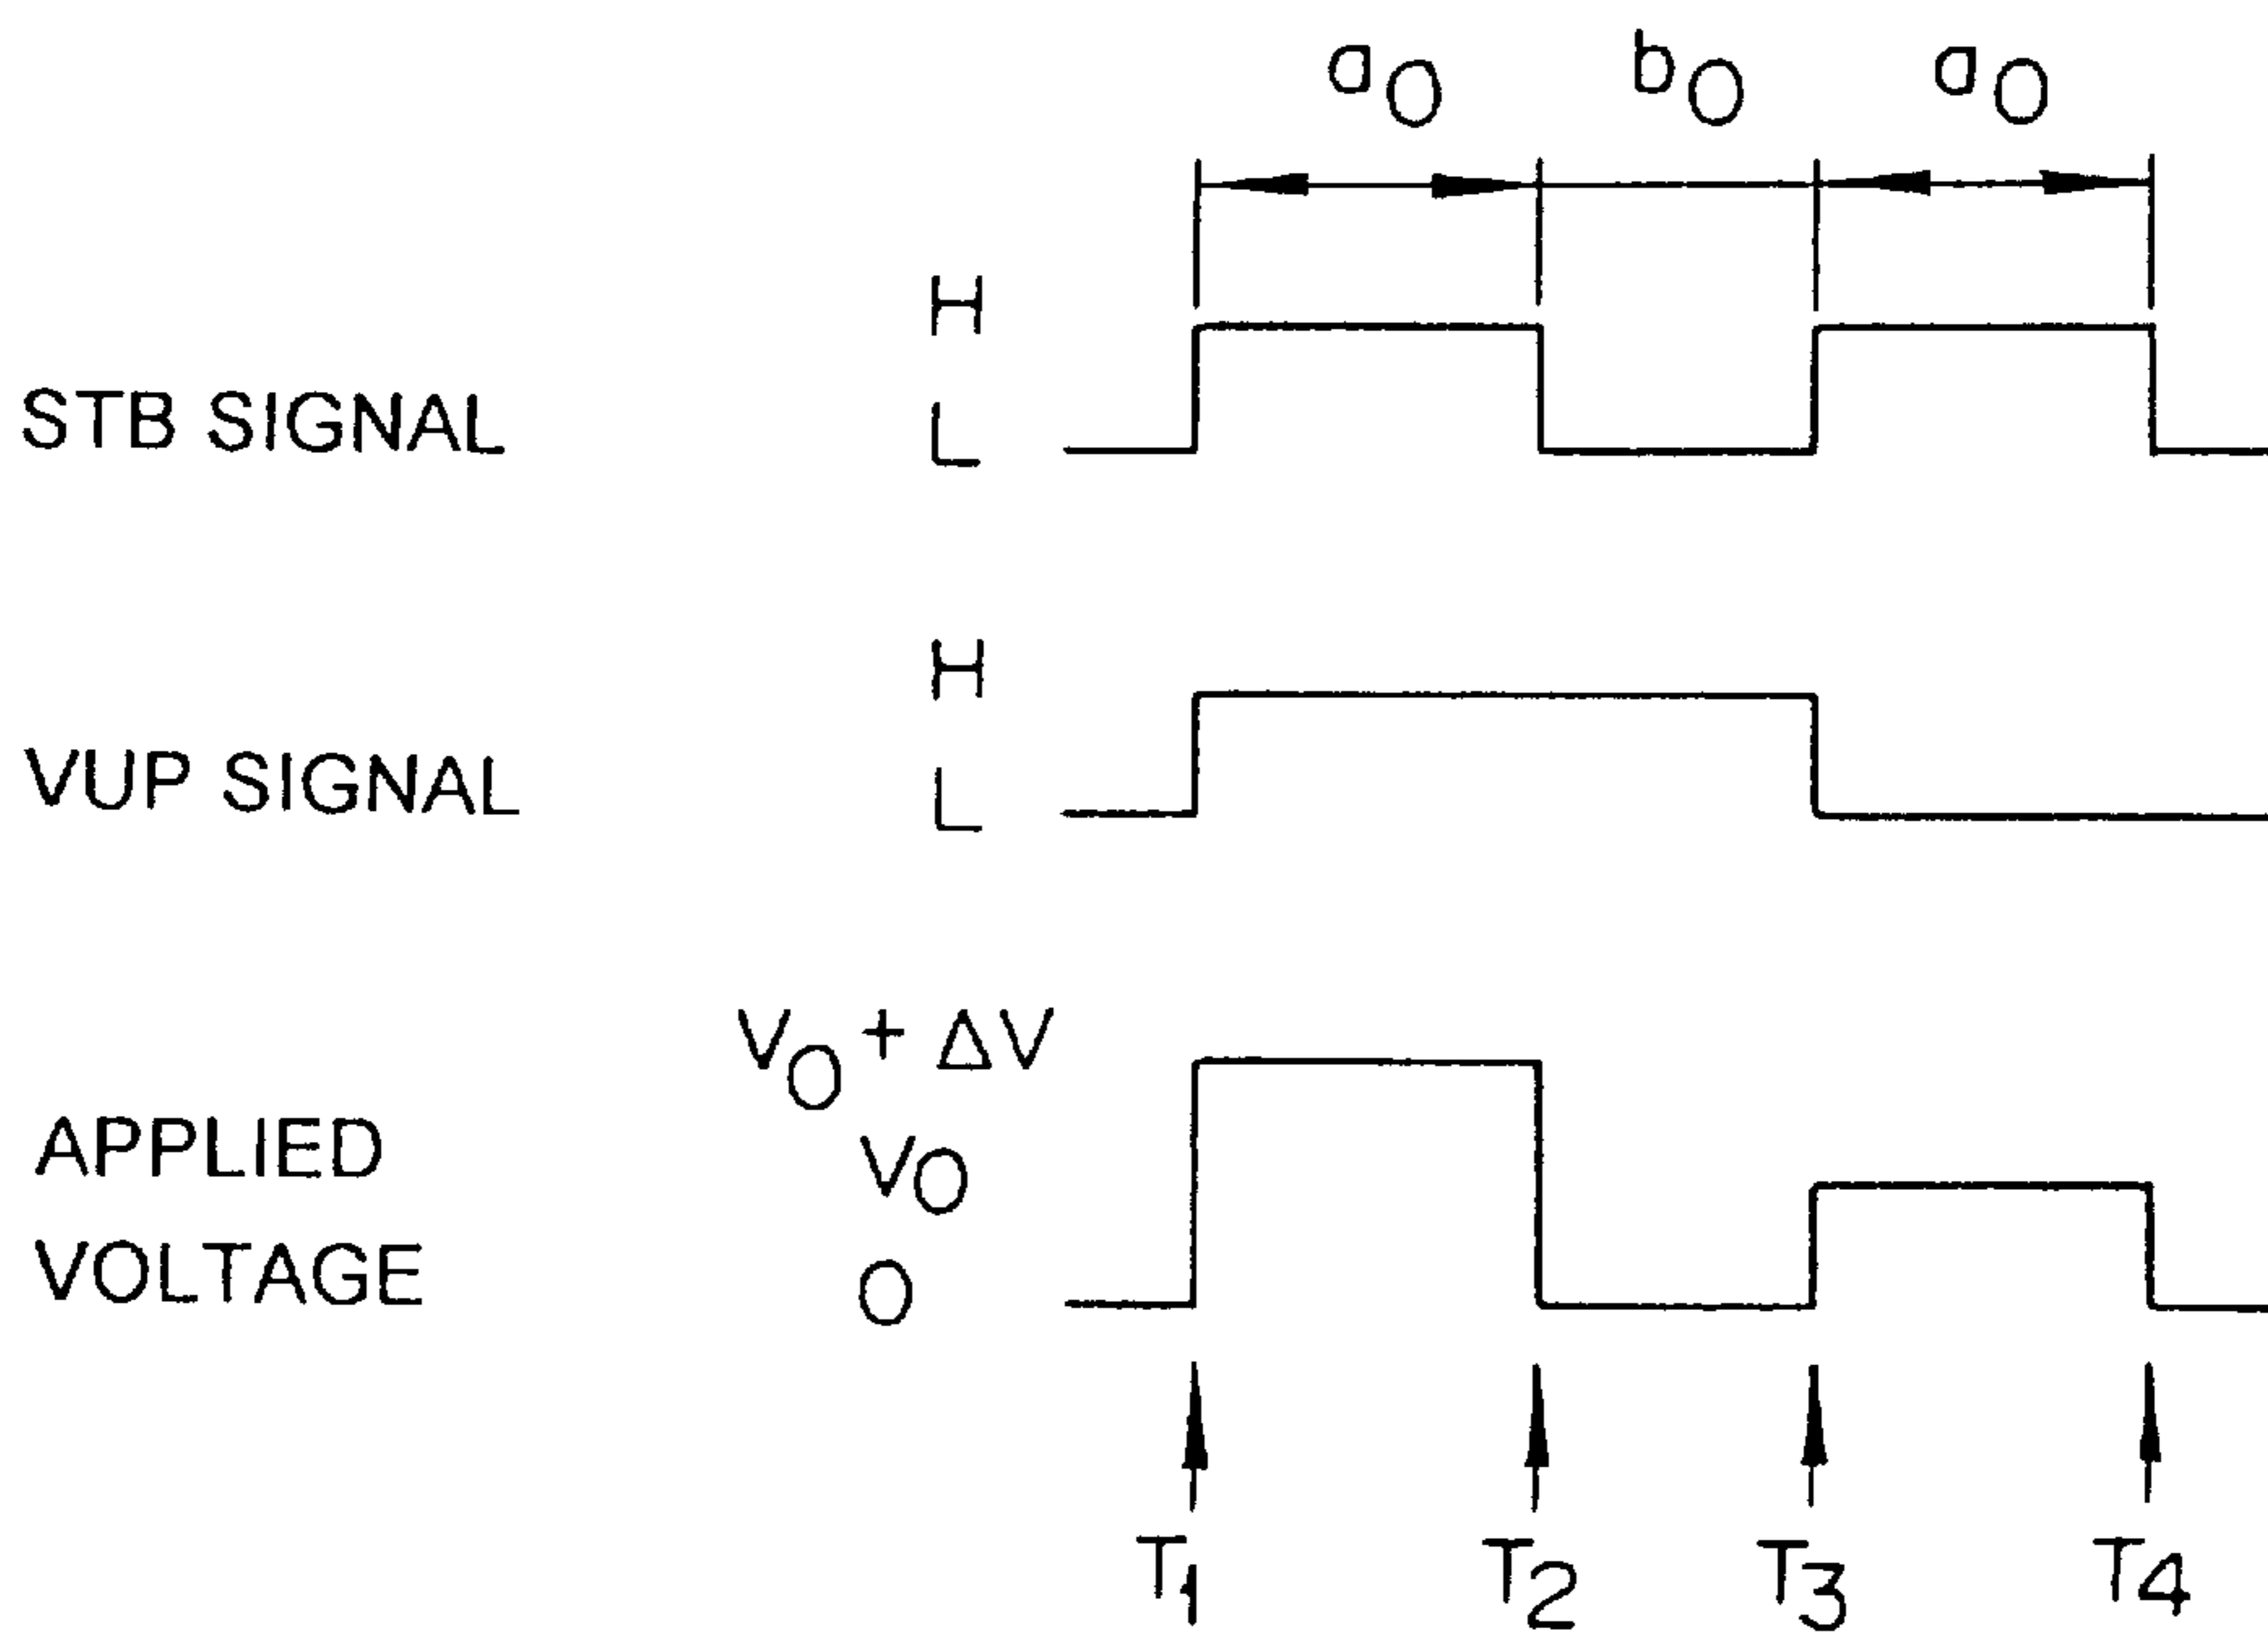 a0 b0 a0
H
STB SIGNAL L
H
VUP SIGNAL L
V0 + ΔV
APPLIED V0
VOLTAGE 0
T1 T2 T3 T4